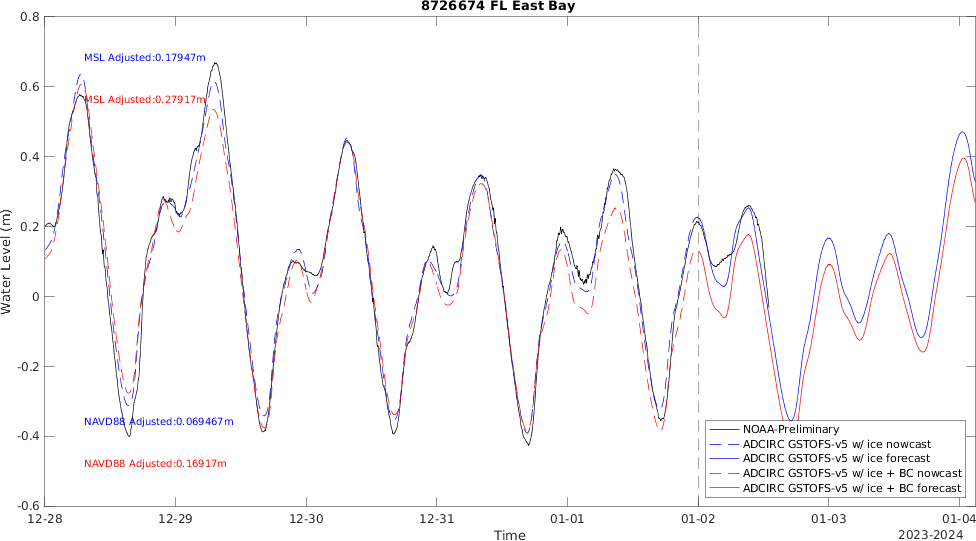 8726674 FL East Bay
0.8
0.6
0.4
0.2
0
-0.2
-0.4
-0.6
Water Level (m)
MSL Adjusted:0.17947m
MSL Adjusted:0.27917m
NAVD88 Adjusted:0.069467m
NAVD88 Adjusted:0.16917m
NOAA-Preliminary
ADCIRC GSTOFS-v5 w/ ice nowcast
ADCIRC GSTOFS-v5 w/ ice forecast
ADCIRC GSTOFS-v5 w/ ice + BC nowcast
ADCIRC GSTOFS-v5 w/ ice + BC forecast
12-28 12-29 12-30 12-31 01-01 01-02 01-03 01-04
Time
2023-2024